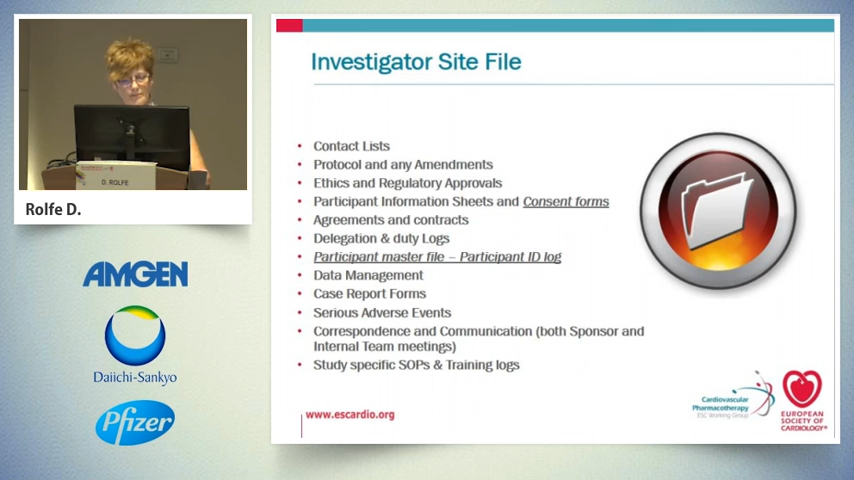 D. ROLFE
Rolfe D.
AMGEN
Daiichi-Sankyo
Pfizer
Investigator Site File
• Contact Lists
• Protocol and any Amendments
• Ethics and Regulatory Approvals
• Participant Information Sheets and Consent forms
• Agreements and contracts
• Delegation & duty Logs
• Participant master file – Participant ID log
• Data Management
• Case Report Forms
• Serious Adverse Events
• Correspondence and Communication (both Sponsor and
Internal Team meetings)
• Study specific SOPs & Training logs
www.escardio.org
Cardiovascular
Pharmacotherapy
ESC Working Group
EUROPEAN
SOCIETY OF
CARDIOLOGY®